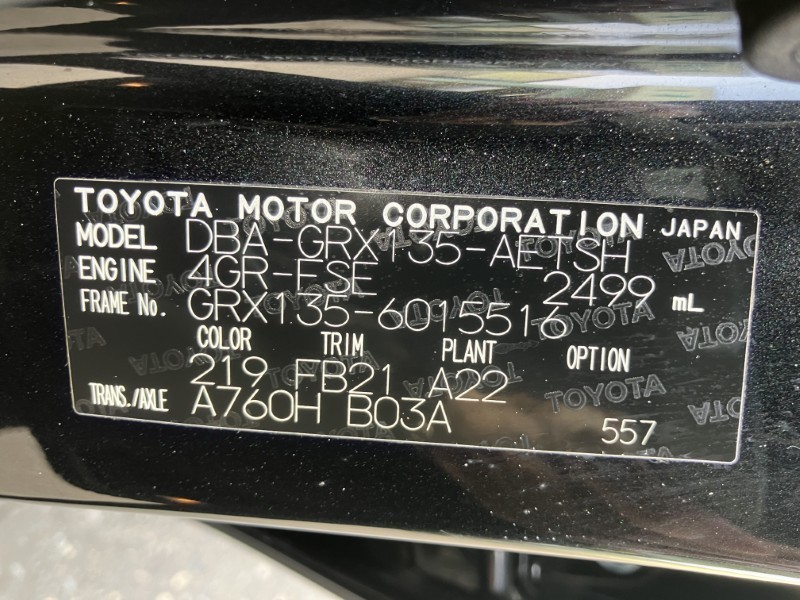 TOYOTA MOTOR CORPORATION JAPAN
MODEL DBA-GRX135-AETSH
ENGINE 4GR-FSE 2499 mL
FRAME No. GRX135-6015516
COLOR TRIM PLANT OPTION
219 FB21 A22
TRANS./AXLE A760H B03A 557